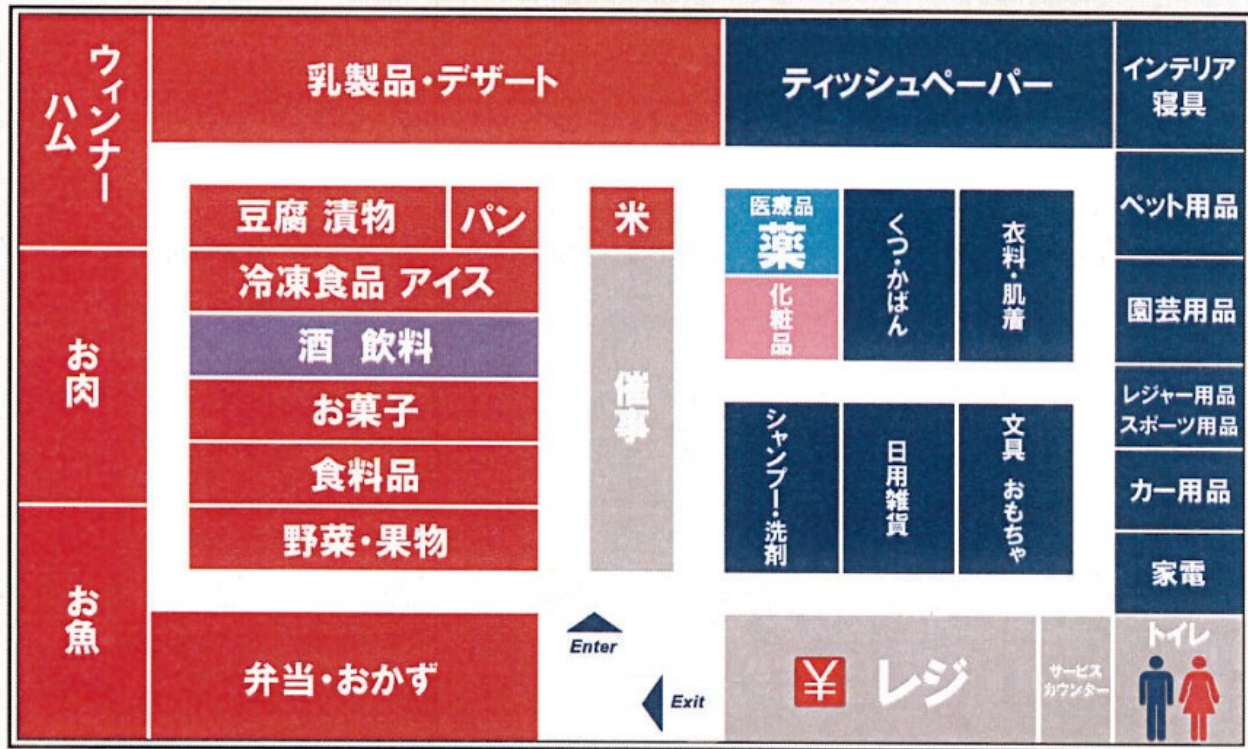 ウィンナー
ハム
乳製品・デザート
ティッシュペーパー
インテリア
寝具
豆腐 漬物
パン
米
医療品
薬
くつ・かばん
衣料・肌着
ペット用品
冷凍食品 アイス
化粧品
園芸用品
酒 飲料
お肉
お菓子
催事
レジャー用品
スポーツ用品
食料品
シャンプー・洗剤
日用雑貨
文具 おもちゃ
カー用品
野菜・果物
家電
お魚
弁当・おかず
Enter
Exit
¥ レジ
サービス
カウンター
トイレ